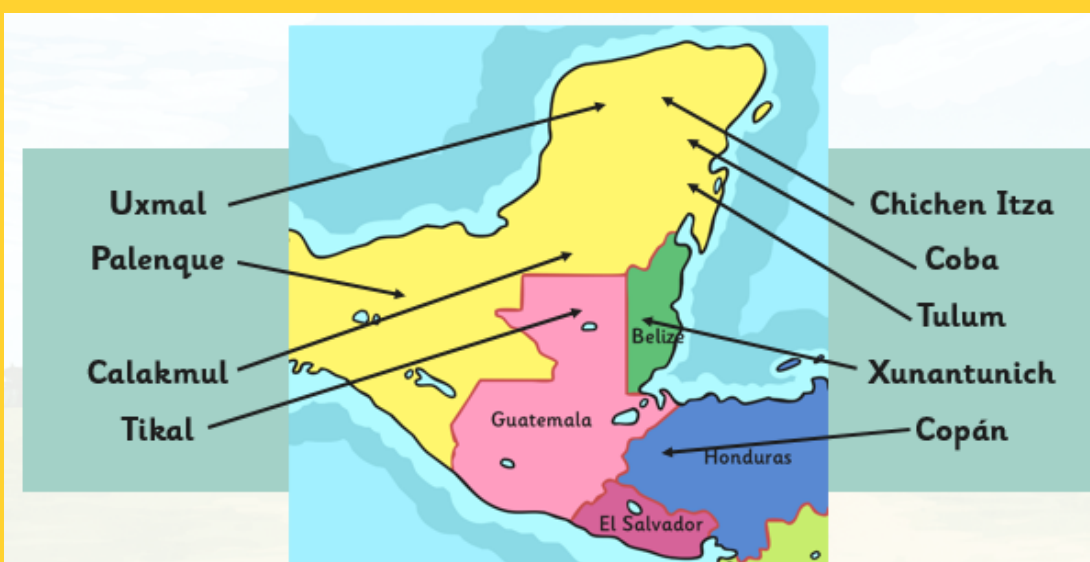 Uxmal
Palenque
Calakmul
Tikal
Chichen Itza
Coba
Tulum
Xunantunich
Copán
Belize
Guatemala
Honduras
El Salvador